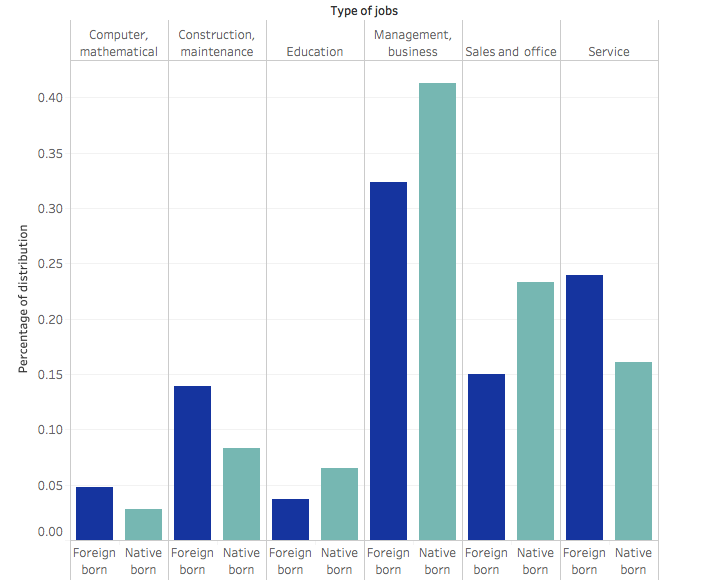 Type of jobs
Computer,
mathematical
Construction,
maintenance
Education
Management,
business
Sales and office
Service
Percentage of distribution
0.40
0.35
0.30
0.25
0.20
0.15
0.10
0.05
0.00
Foreign
born
Native
born
Foreign
born
Native
born
Foreign
born
Native
born
Foreign
born
Native
born
Foreign
born
Native
born
Foreign
born
Native
born